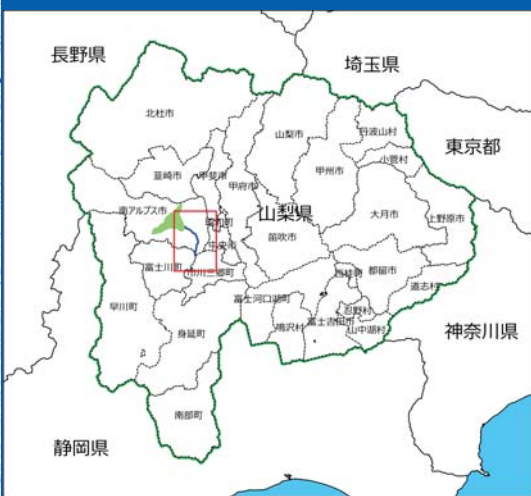 長野県
埼玉県
北杜市
山梨市
丹波山村
小菅村
東京都
韮崎市
甲斐市
甲府市
甲州市
南アルプス市
昭和町
山梨県
大月市
上野原市
中央市
笛吹市
富士川町
市川三郷町
西桂町
都留市
道志村
早川町
富士河口湖町
忍野村
鳴沢村
富士吉田市
山中湖村
身延町
神奈川県
南部町
静岡県